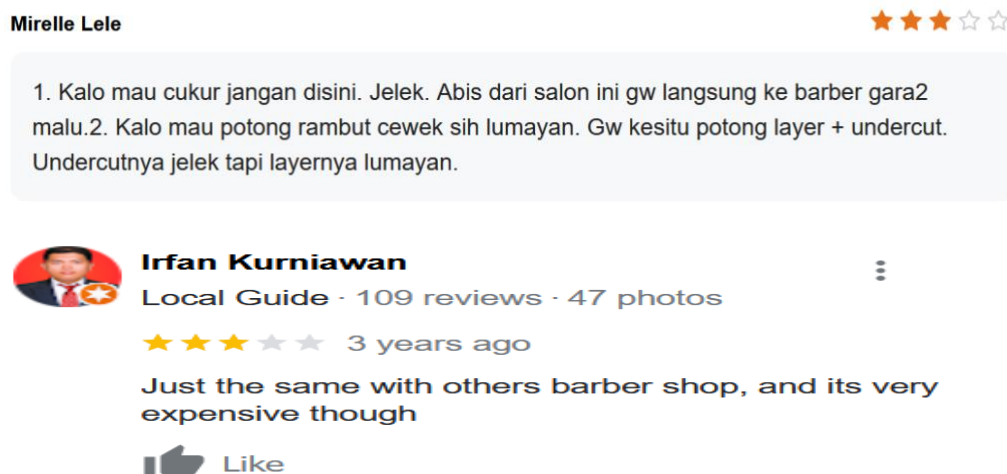 Mirelle Lele
1. Kalo mau cukur jangan disini. Jelek. Abis dari salon ini gw langsung ke barber gara2
malu.2. Kalo mau potong rambut cewek sih lumayan. Gw kesitu potong layer + undercut.
Undercutnya jelek tapi layernya lumayan.
Irfan Kurniawan
Local Guide · 109 reviews · 47 photos
3 years ago
Just the same with others barber shop, and its very
expensive though
Like